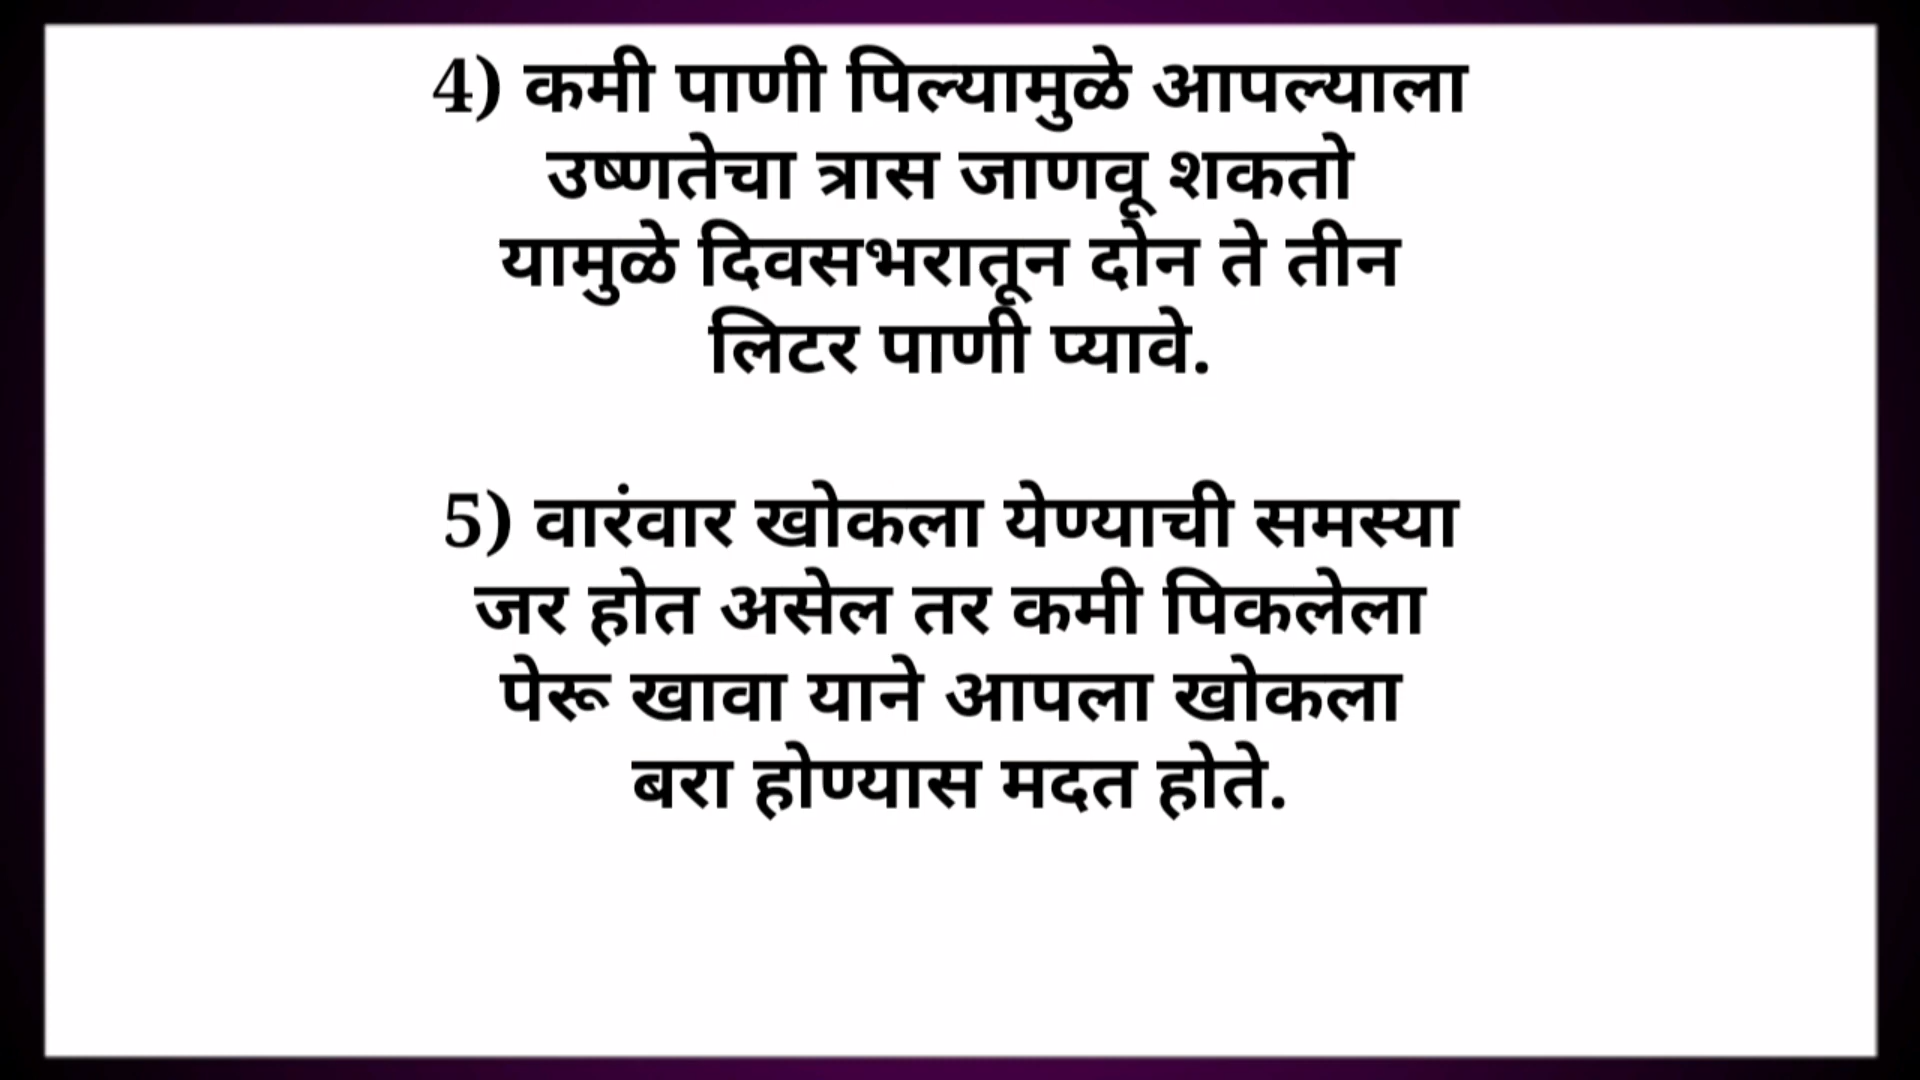 4) कमी पाणी पिल्यामुळे आपल्याला
उष्णतेचा त्रास जाणवू शकतो
यामुळे दिवसभरातून दोन ते तीन
लिटर पाणी प्यावे.
5) वारंवार खोकला येण्याची समस्या
जर होत असेल तर कमी पिकलेला
पेरू खावा याने आपला खोकला
बरा होण्यास मदत होते.